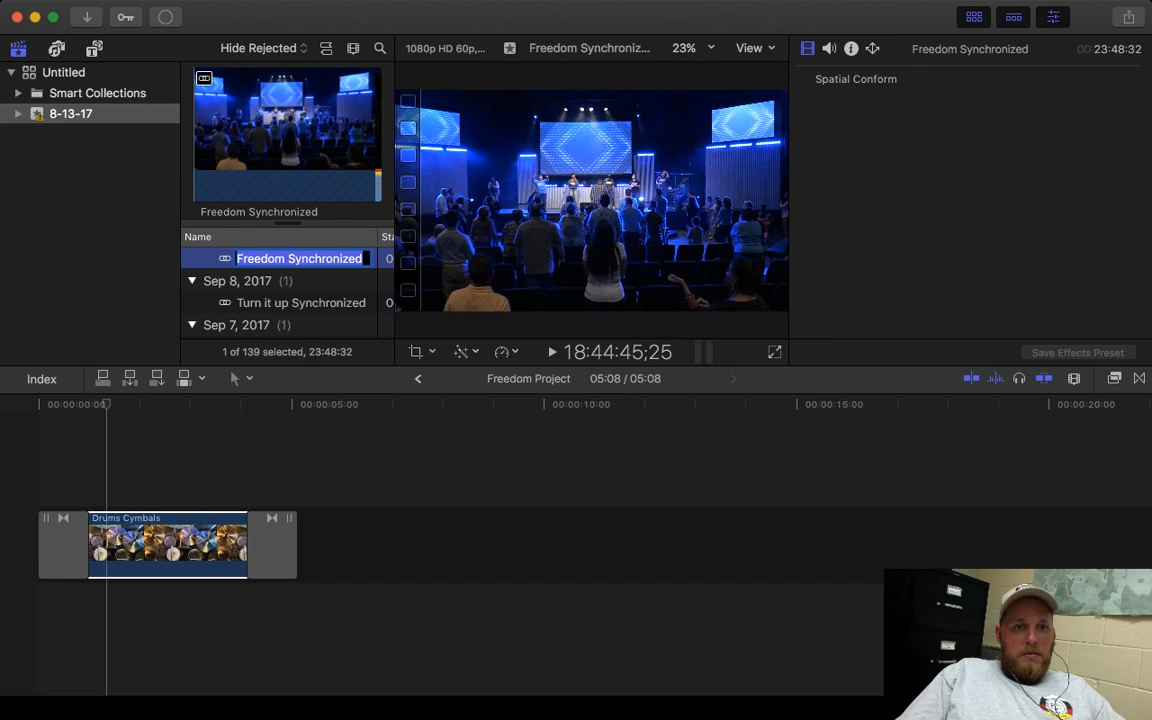 Hide Rejected
1080p HD 60p,...
Freedom Synchroniz...
23%
View
Freedom Synchronized
00:23:48:32
Untitled
Smart Collections
8-13-17
Spatial Conform
Freedom Synchronized
Name
Sta
Freedom Synchronized
0
Sep 8, 2017 (1)
Turn it up Synchronized
0
Sep 7, 2017 (1)
1 of 139 selected, 23:48:32
18:44:45;25
Save Effects Preset
Index
Freedom Project
05:08 / 05:08
00:00:00:00
00:00:05:00
00:00:10:00
00:00:15:00
00:00:20:00
Drums Cymbals